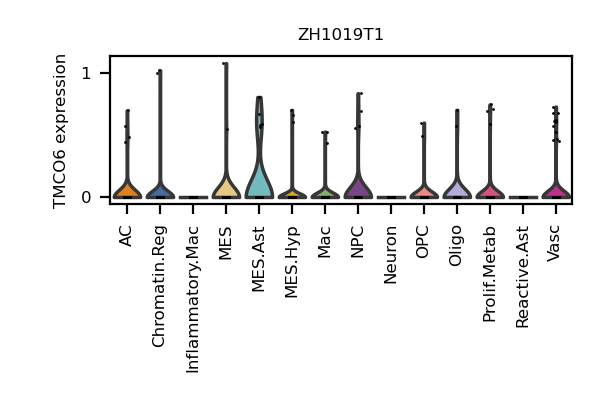 ZH1019T1
TMCO6 expression
1
0
AC
Chromatin.Reg
Inflammatory.Mac
MES
MES.Ast
MES.Hyp
Mac
NPC
Neuron
OPC
Oligo
Prolif.Metab
Reactive.Ast
Vasc